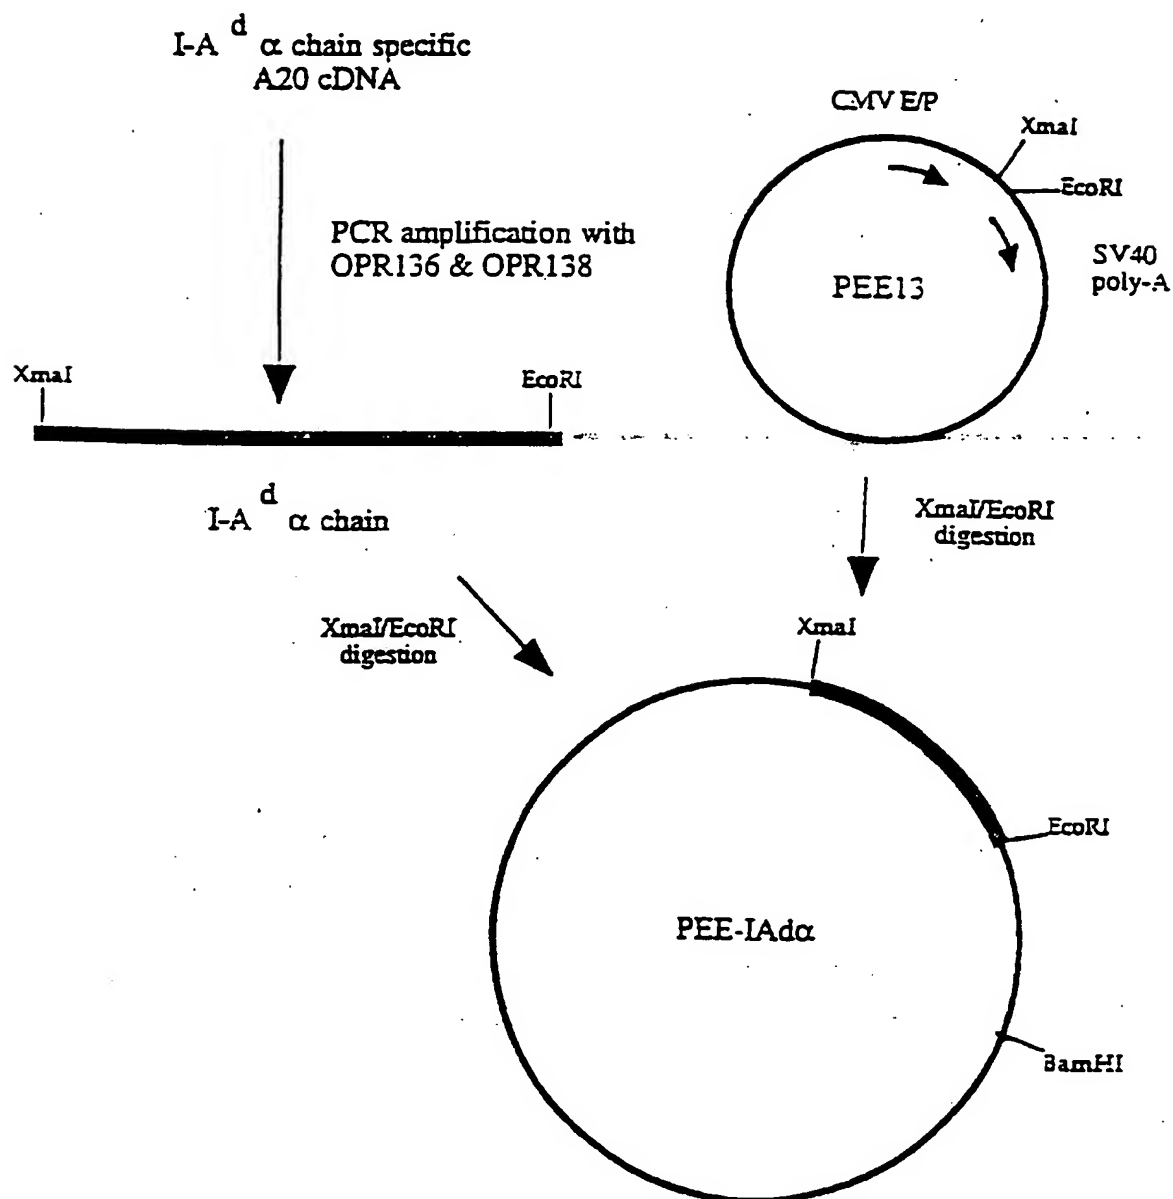 I-A d α chain specific
A20 cDNA
CMV E/P
XmaI
EcoRI
PCR amplification with
OPR136 & OPR138
SV40
poly-A
PEE13
XmaI
EcoRI
I-A d α chain
XmaI/EcoRI
digestion
XmaI/EcoRI
digestion
XmaI
EcoRI
PEE-IAdα
BamHI